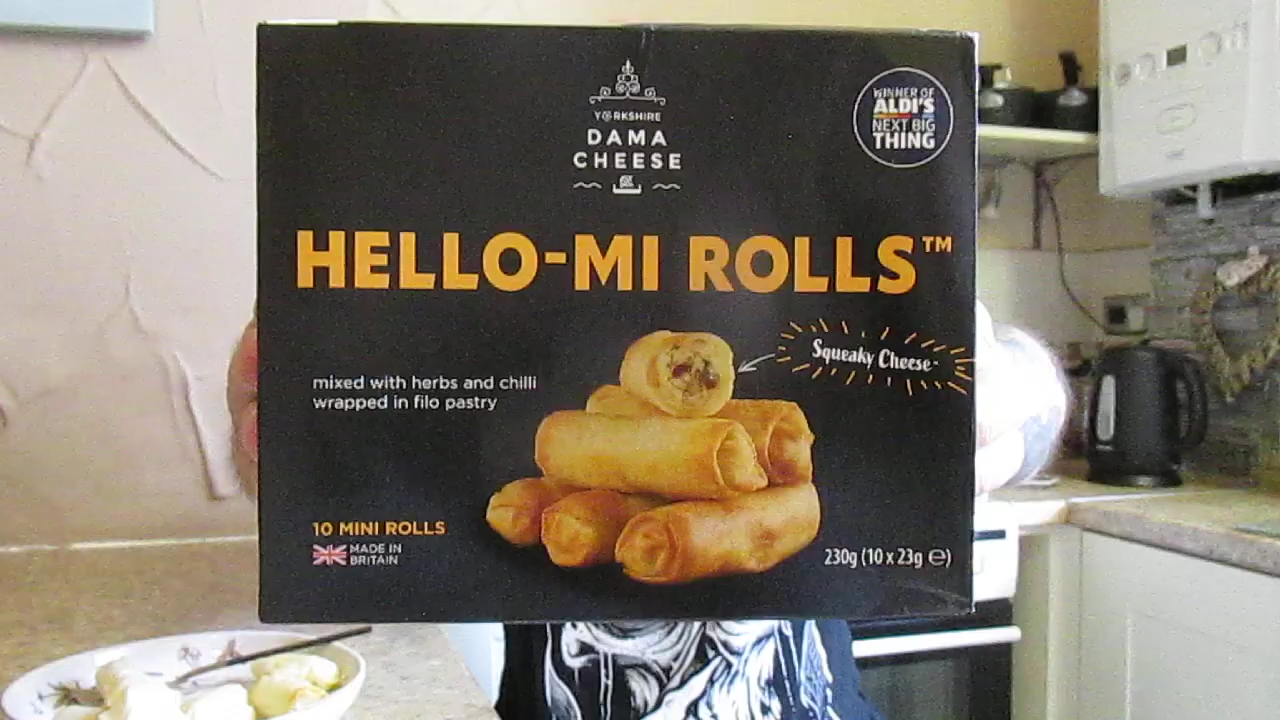 YORKSHIRE
DAMA
CHEESE
WINNER OF
ALDI'S
NEXT BIG
THING
HELLO-MI ROLLS™
Squeaky Cheese™
mixed with herbs and chilli
wrapped in filo pastry
10 MINI ROLLS
MADE IN
BRITAIN
230g (10 x 23g ℮)